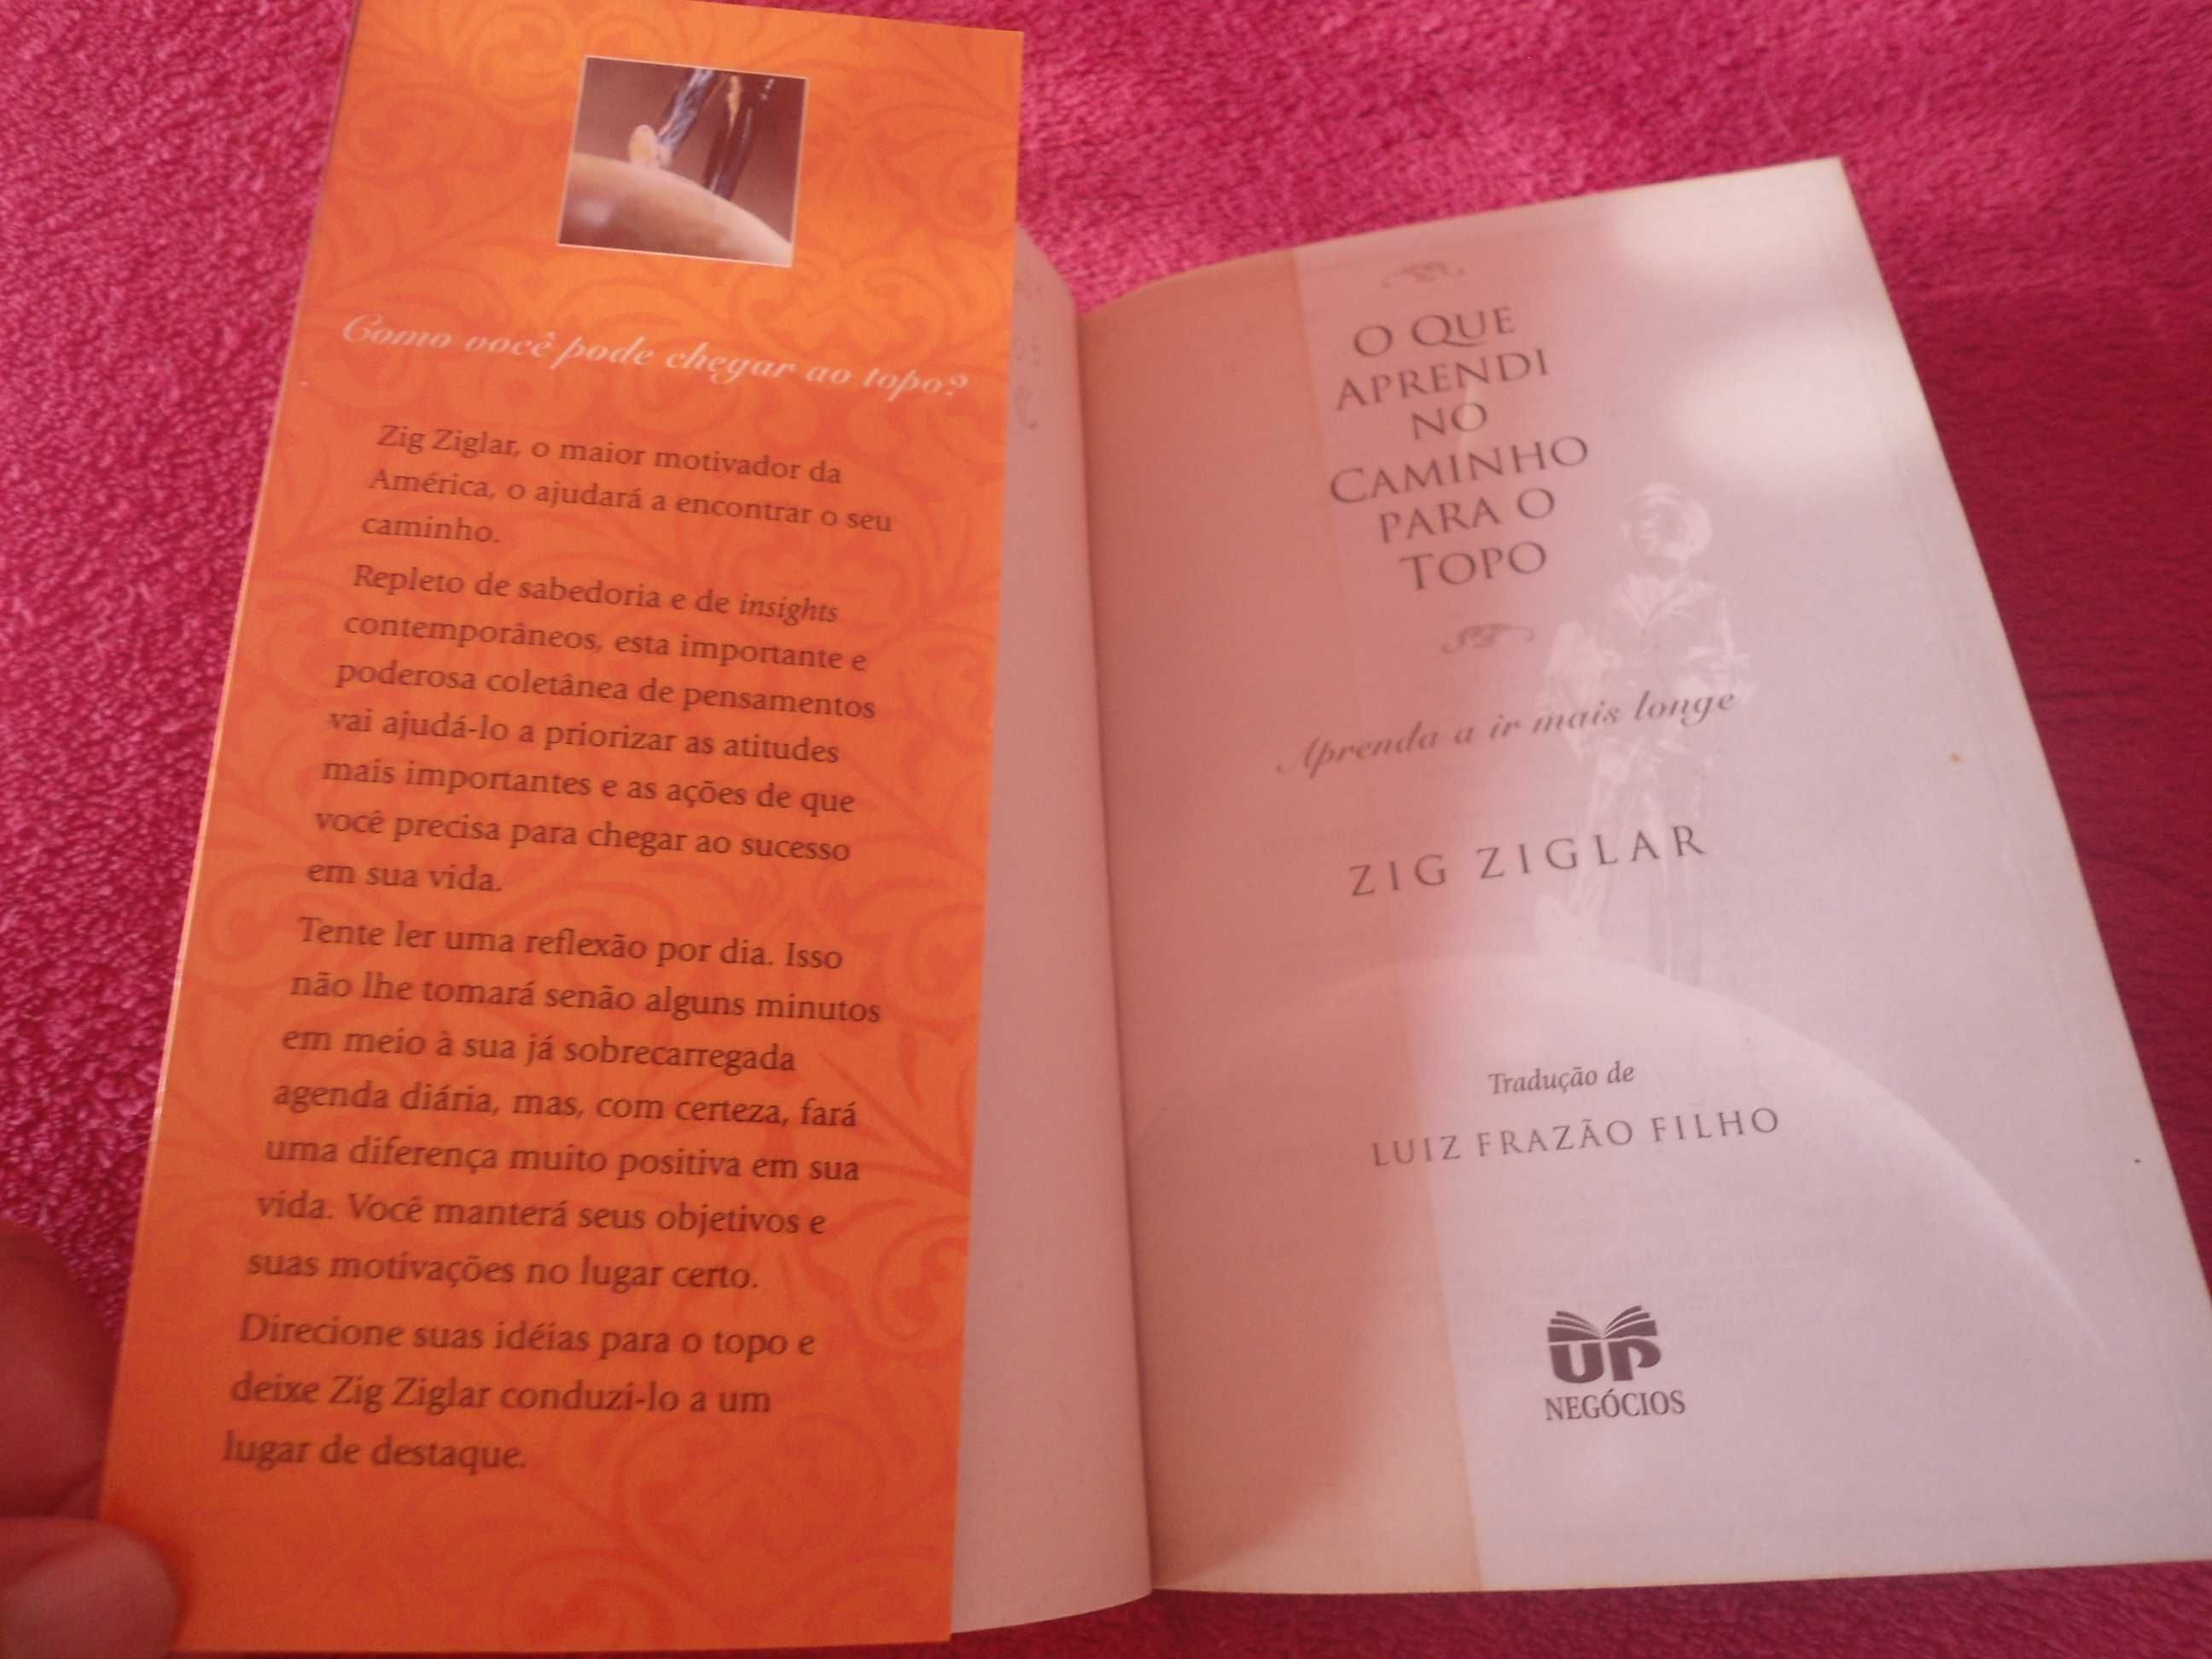 Como você pode chegar ao topo?
Zig Ziglar, o maior motivador da
América, o ajudará a encontrar o seu
caminho.
Repleto de sabedoria e de insights
contemporâneos, esta importante e
poderosa coletânea de pensamentos
vai ajudá-lo a priorizar as atitudes
mais importantes e as ações de que
você precisa para chegar ao sucesso
em sua vida.
Tente ler uma reflexão por dia. Isso
não lhe tomará senão alguns minutos
em meio à sua já sobrecarregada
agenda diária, mas, com certeza, fará
uma diferença muito positiva em sua
vida. Você manterá seus objetivos e
suas motivações no lugar certo.
Direcione suas idéias para o topo e
deixe Zig Ziglar conduzi-lo a um
lugar de destaque.
O QUE
APRENDI
NO
CAMINHO
PARA O
TOPO
Aprenda a ir mais longe
ZIG ZIGLAR
Tradução de
LUIZ FRAZÃO FILHO
UP
NEGÓCIOS